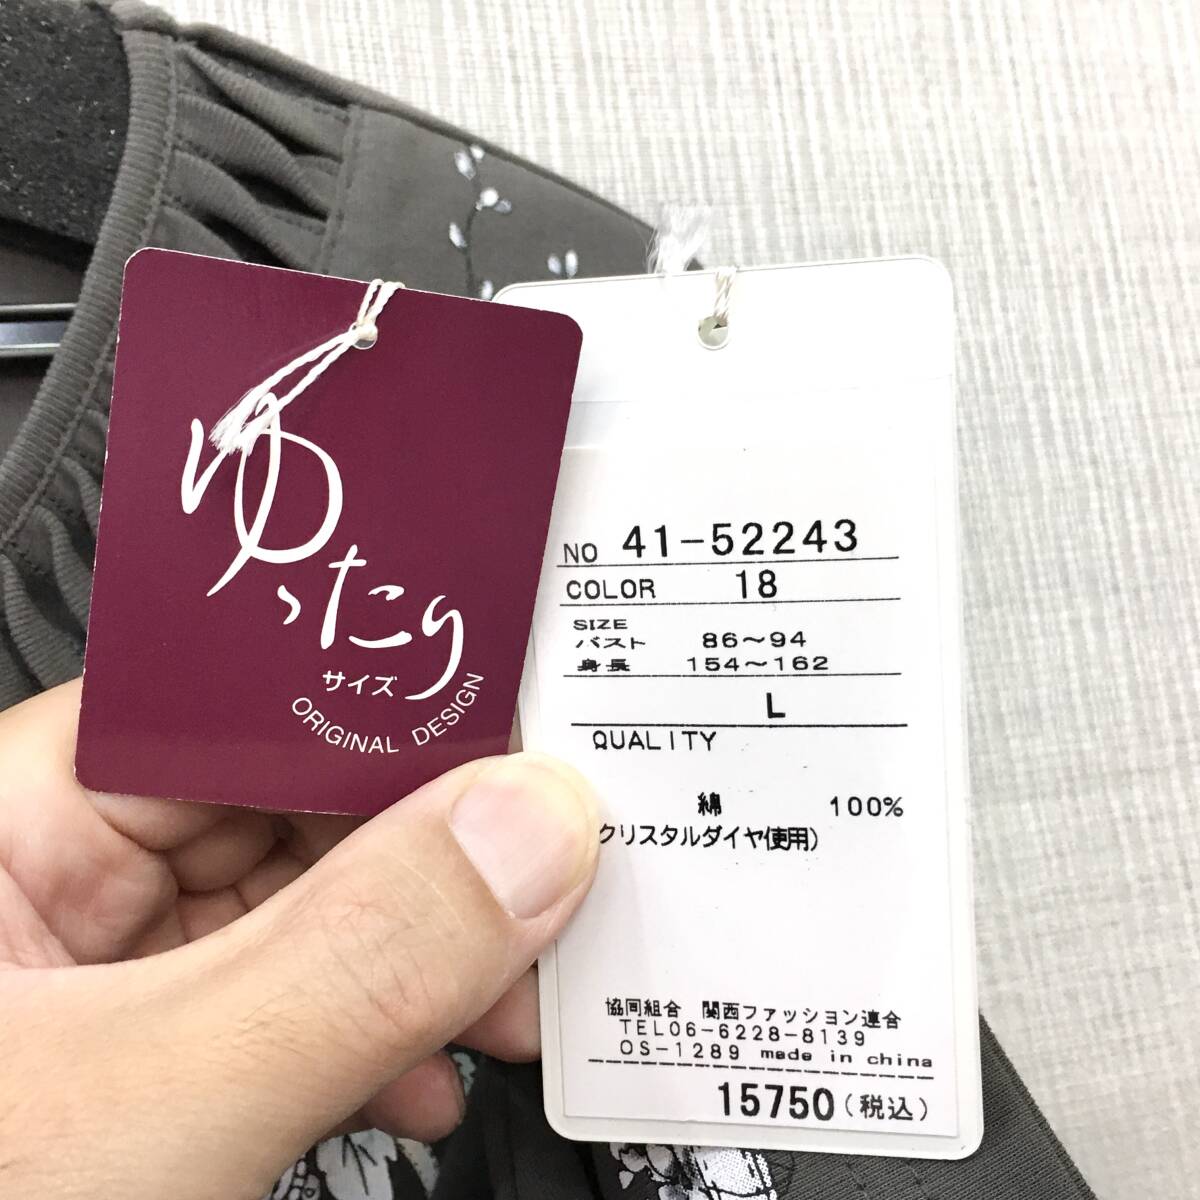 ゆったり
サイズ
ORIGINAL DESIGN
NO 41-52243
COLOR 18
SIZE
バスト 86～94
身長 154～162
L
QUALITY
綿 100%
クリスタルダイヤ使用)
協同組合 関西ファッション連合
TEL06-6228-8139
OS-1289 made in china
15750(税込)